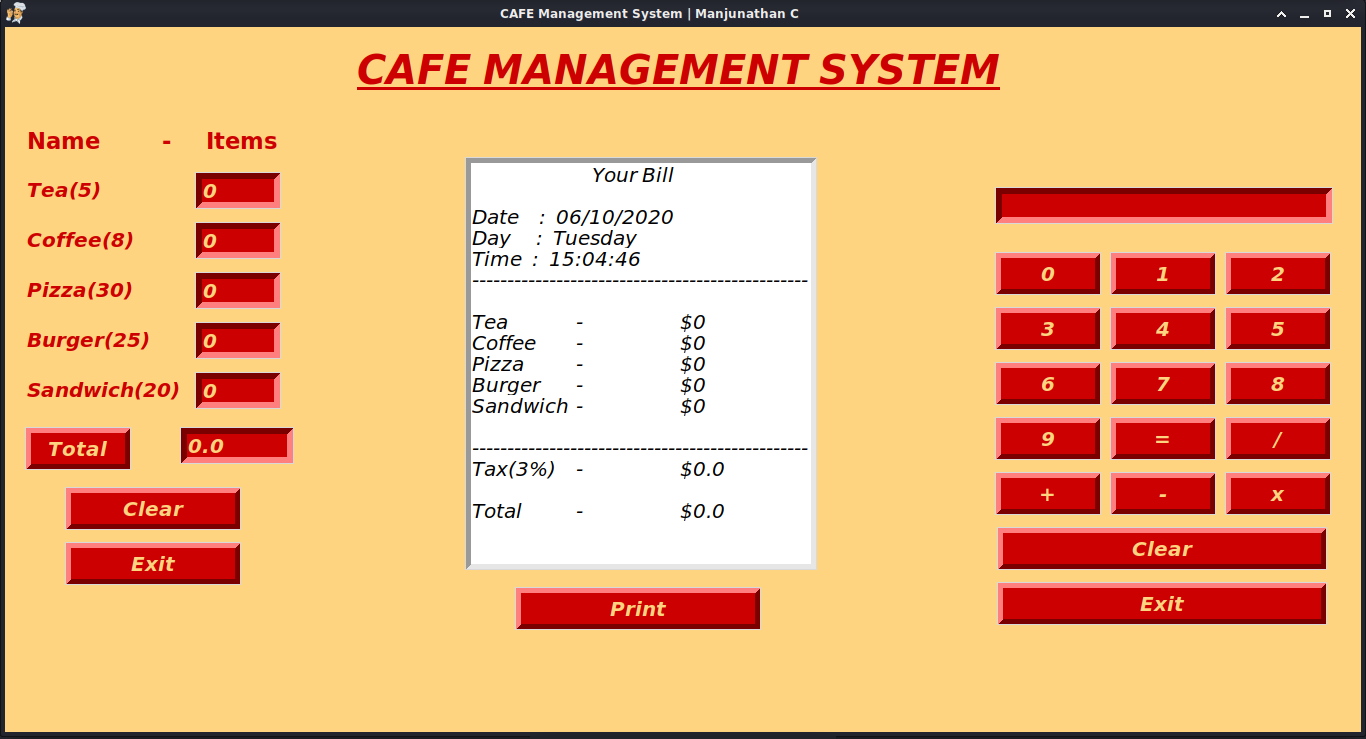 CAFE Management System | Manjunathan C
CAFE MANAGEMENT SYSTEM
Name - Items
Tea(5) 0
Coffee(8) 0
Pizza(30) 0
Burger(25) 0
Sandwich(20) 0
Total 0.0
Clear
Exit
Your Bill
Date : 06/10/2020
Day : Tuesday
Time : 15:04:46
------------------------------------------------
Tea - $0
Coffee - $0
Pizza - $0
Burger - $0
Sandwich - $0
------------------------------------------------
Tax(3%) - $0.0
Total - $0.0
Print
0 1 2
3 4 5
6 7 8
9 = /
+ - x
Clear
Exit